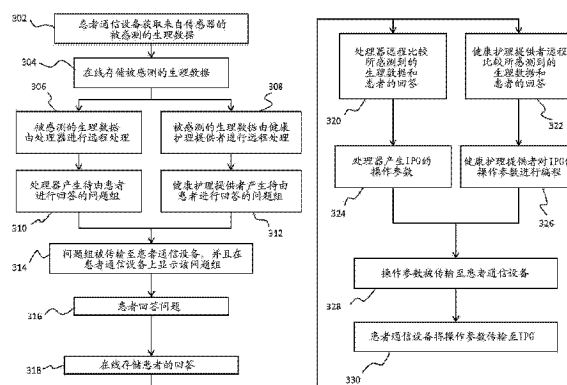 302
患者通信设备获取来自传感器的
被感测的生理数据
304
在线存储被感测的生理数据
306
被感测的生理数据
由处理器进行远程处理
308
被感测的生理数据由健康
护理提供者进行远程处理
处理器产生待由患者
进行回答的问题组
310
健康护理提供者产生待由
患者进行回答的问题组
312
314
问题组被传输至患者通信设备，并且在
患者通信设备上显示该问题组
316
患者回答问题
318
在线存储患者的回答
处理器远程比较
所感测到的
生理数据和
患者的回答
320
健康护理提供者远程
比较所感测到的
生理数据和
患者的回答
322
处理器产生IPG的
操作参数
324
健康护理提供者对IPG的
操作参数进行编程
326
操作参数被传输至患者通信设备
328
患者通信设备将操作参数传输至IPG
330